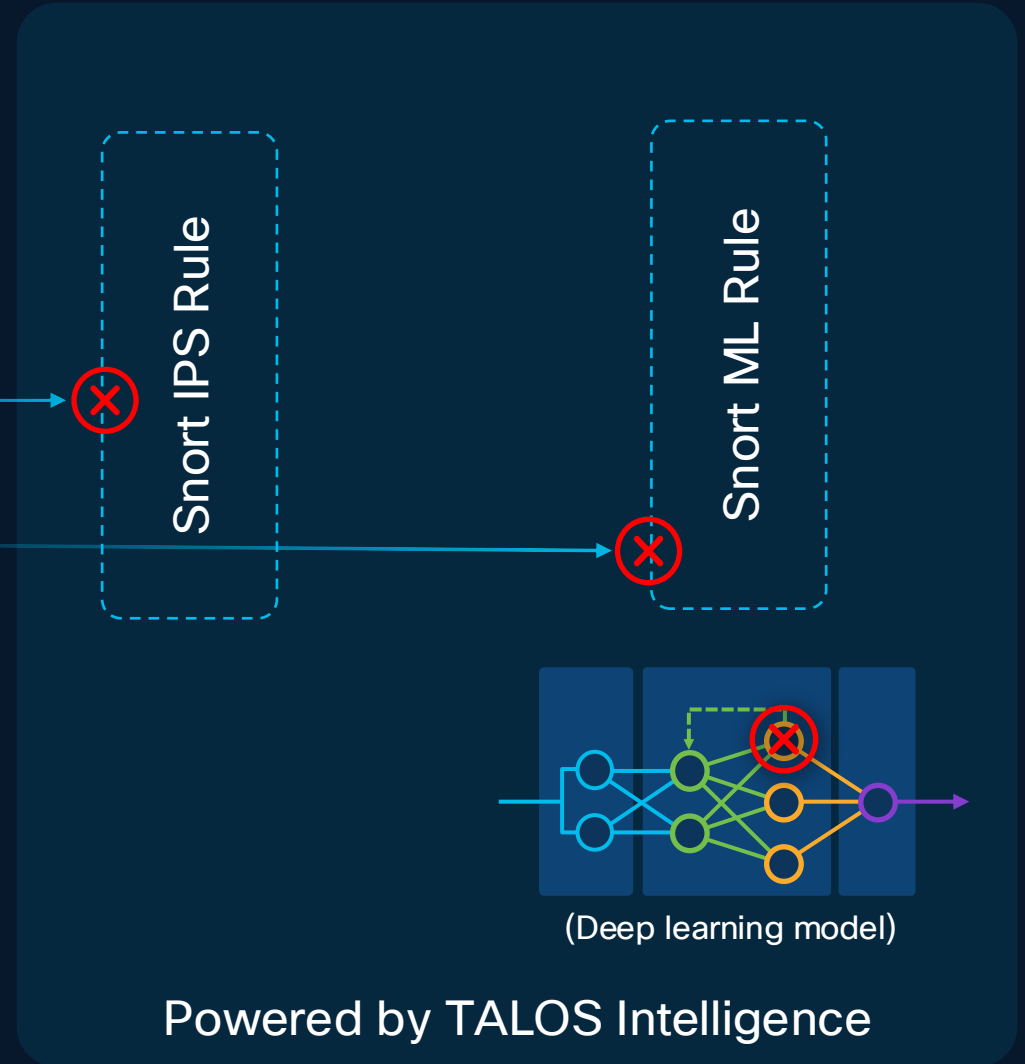 Snort IPS Rule
Snort ML Rule
(Deep learning model)
Powered by TALOS Intelligence